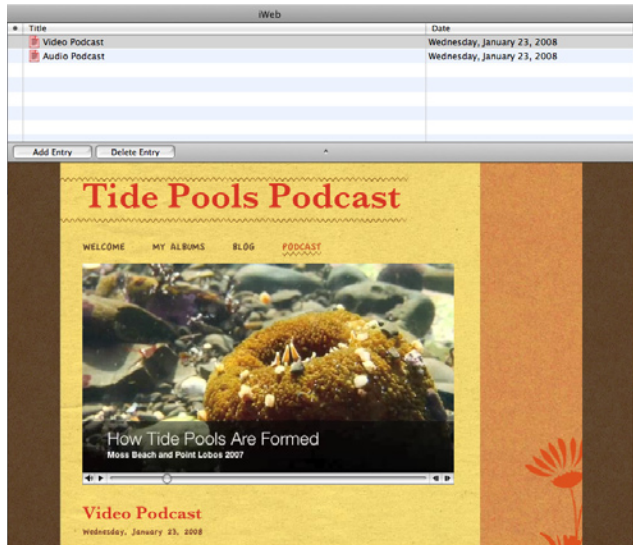 iWeb
Title Date
Video Podcast Wednesday, January 23, 2008
Audio Podcast Wednesday, January 23, 2008
Add Entry Delete Entry
Tide Pools Podcast
WELCOME MY ALBUMS BLOG PODCAST
How Tide Pools Are Formed
Moss Beach and Point Lobos 2007
Video Podcast
Wednesday, January 23, 2008